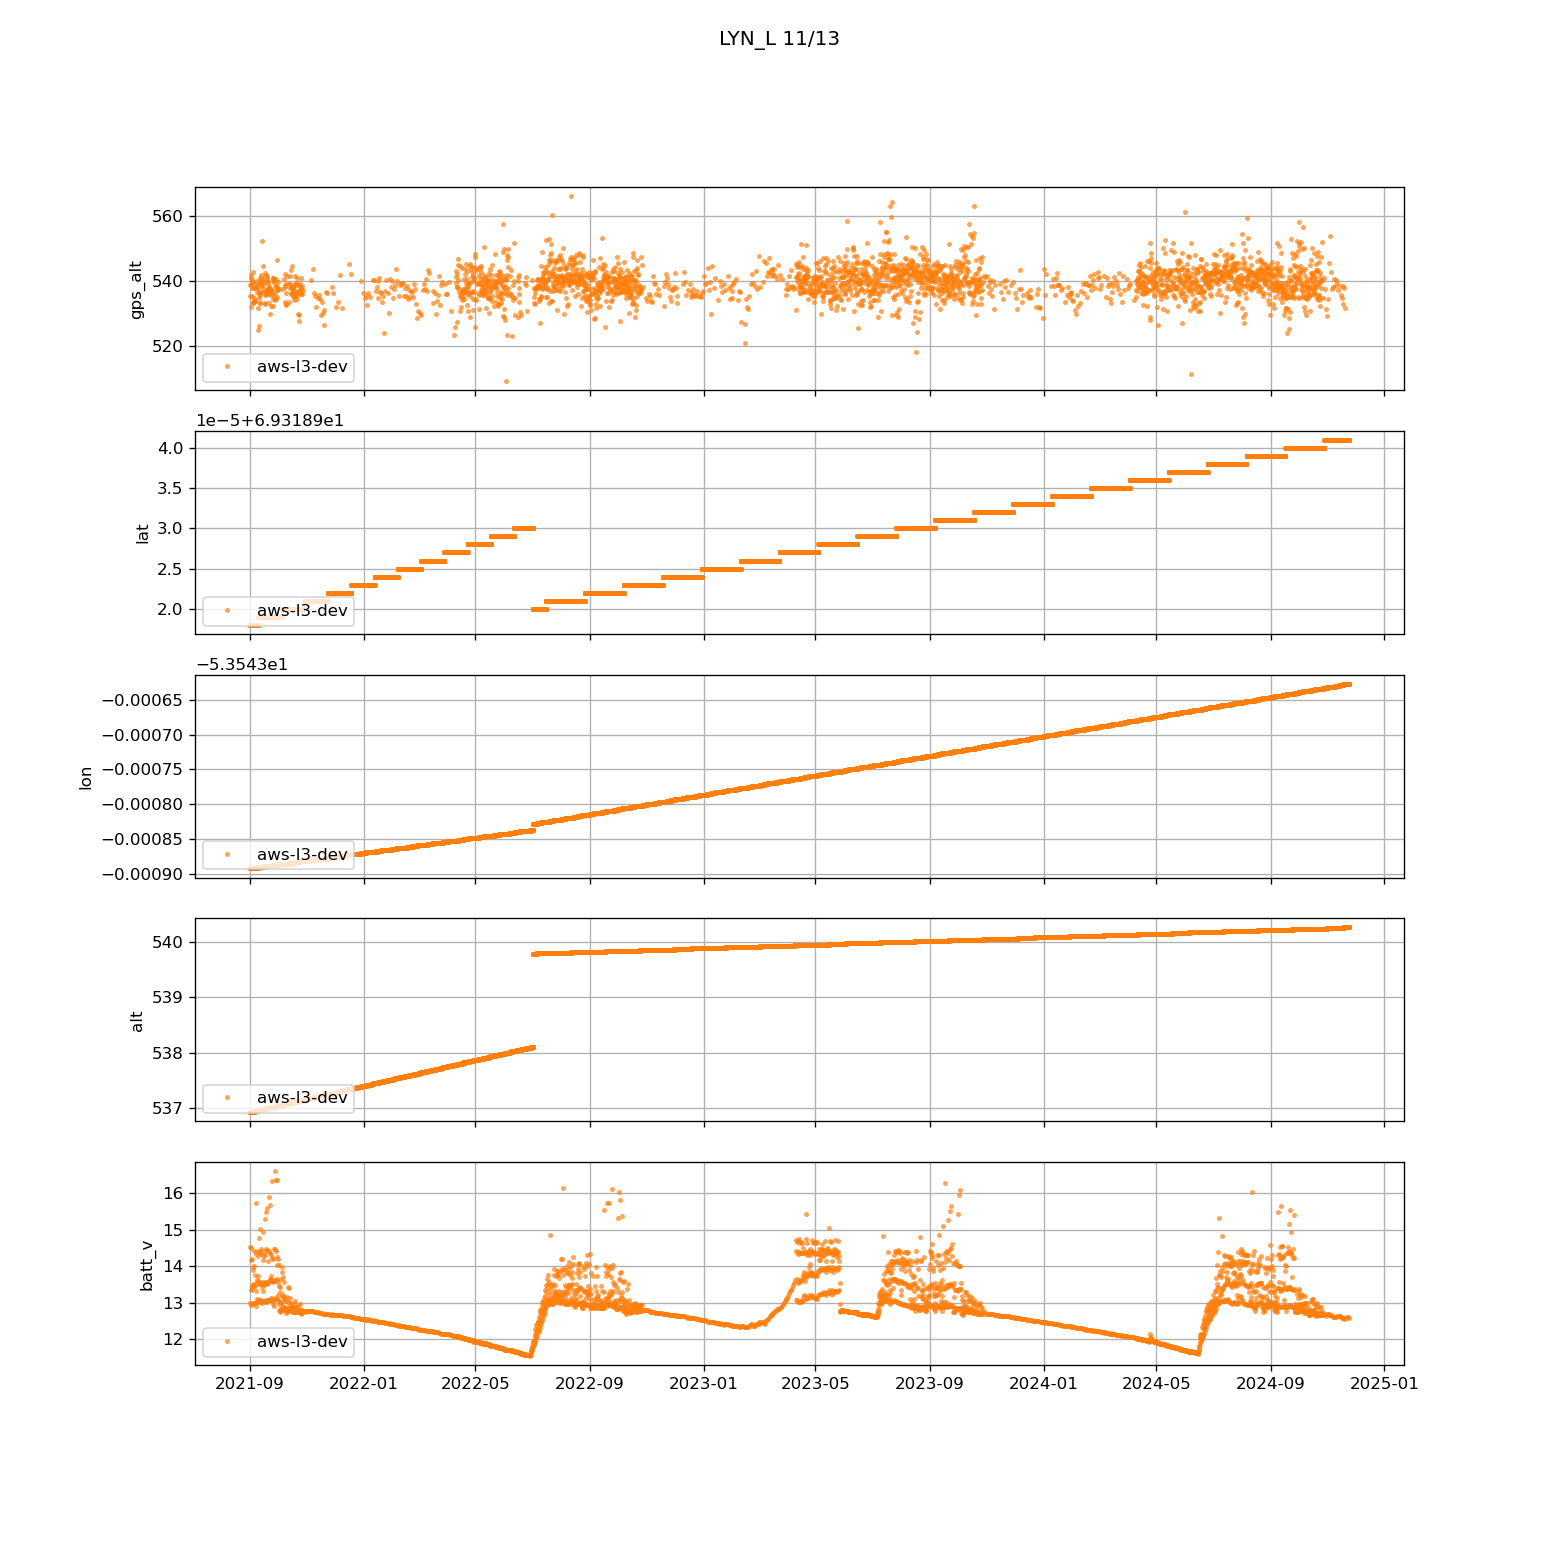 LYN_L 11/13
560
540
520
gps_alt
aws-l3-dev
1e−5+6.93189e1
4.0
3.5
3.0
2.5
2.0
lat
aws-l3-dev
−5.3543e1
−0.00065
−0.00070
−0.00075
−0.00080
−0.00085
−0.00090
lon
aws-l3-dev
540
539
538
537
alt
aws-l3-dev
16
15
14
13
12
batt_v
aws-l3-dev
2021-09 2022-01 2022-05 2022-09 2023-01 2023-05 2023-09 2024-01 2024-05 2024-09 2025-01